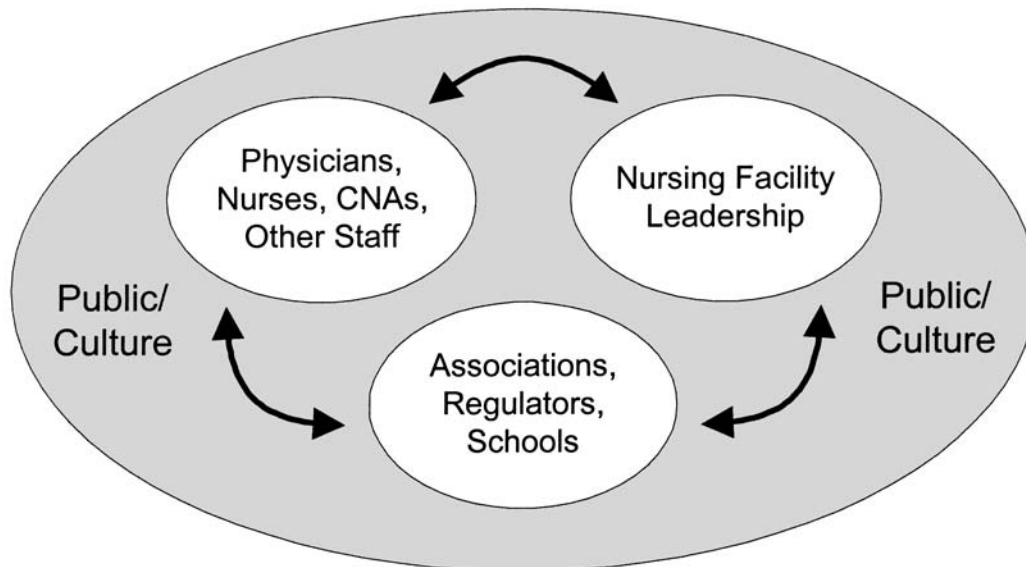 Physicians,
Nurses, CNAs,
Other Staff
Nursing Facility
Leadership
Public/
Culture
Public/
Culture
Associations,
Regulators,
Schools